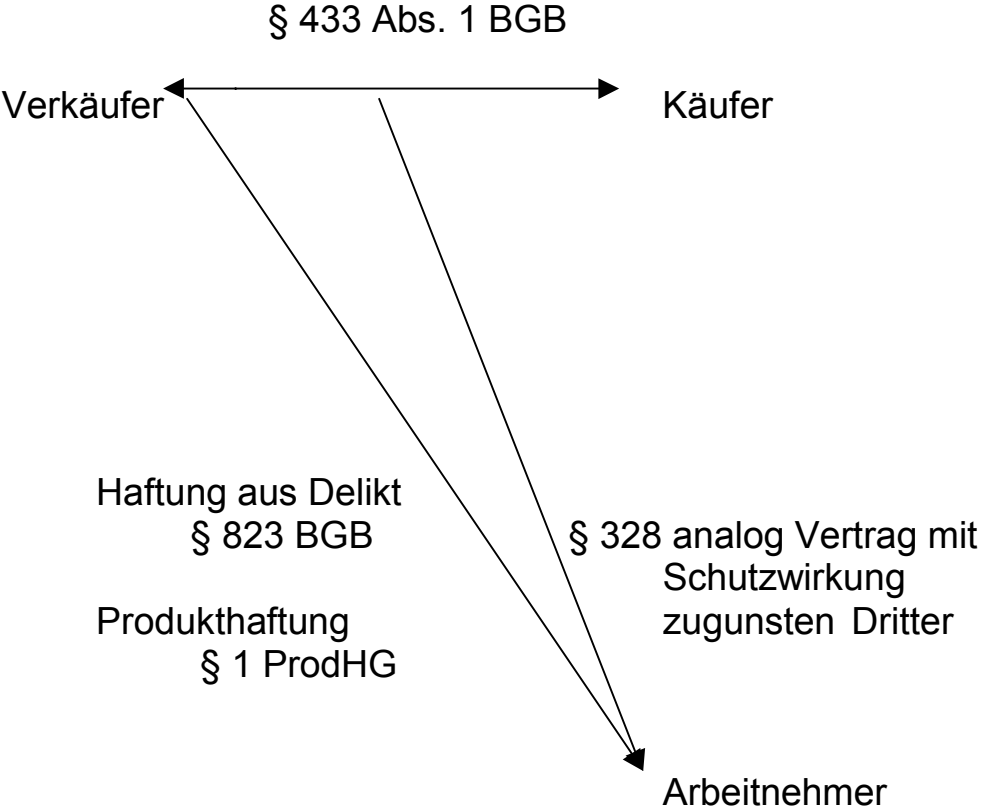 § 433 Abs. 1 BGB
Verkäufer
Käufer
Haftung aus Delikt
§ 823 BGB
Produkthaftung
§ 1 ProdHG
§ 328 analog Vertrag mit
Schutzwirkung
zugunsten Dritter
Arbeitnehmer